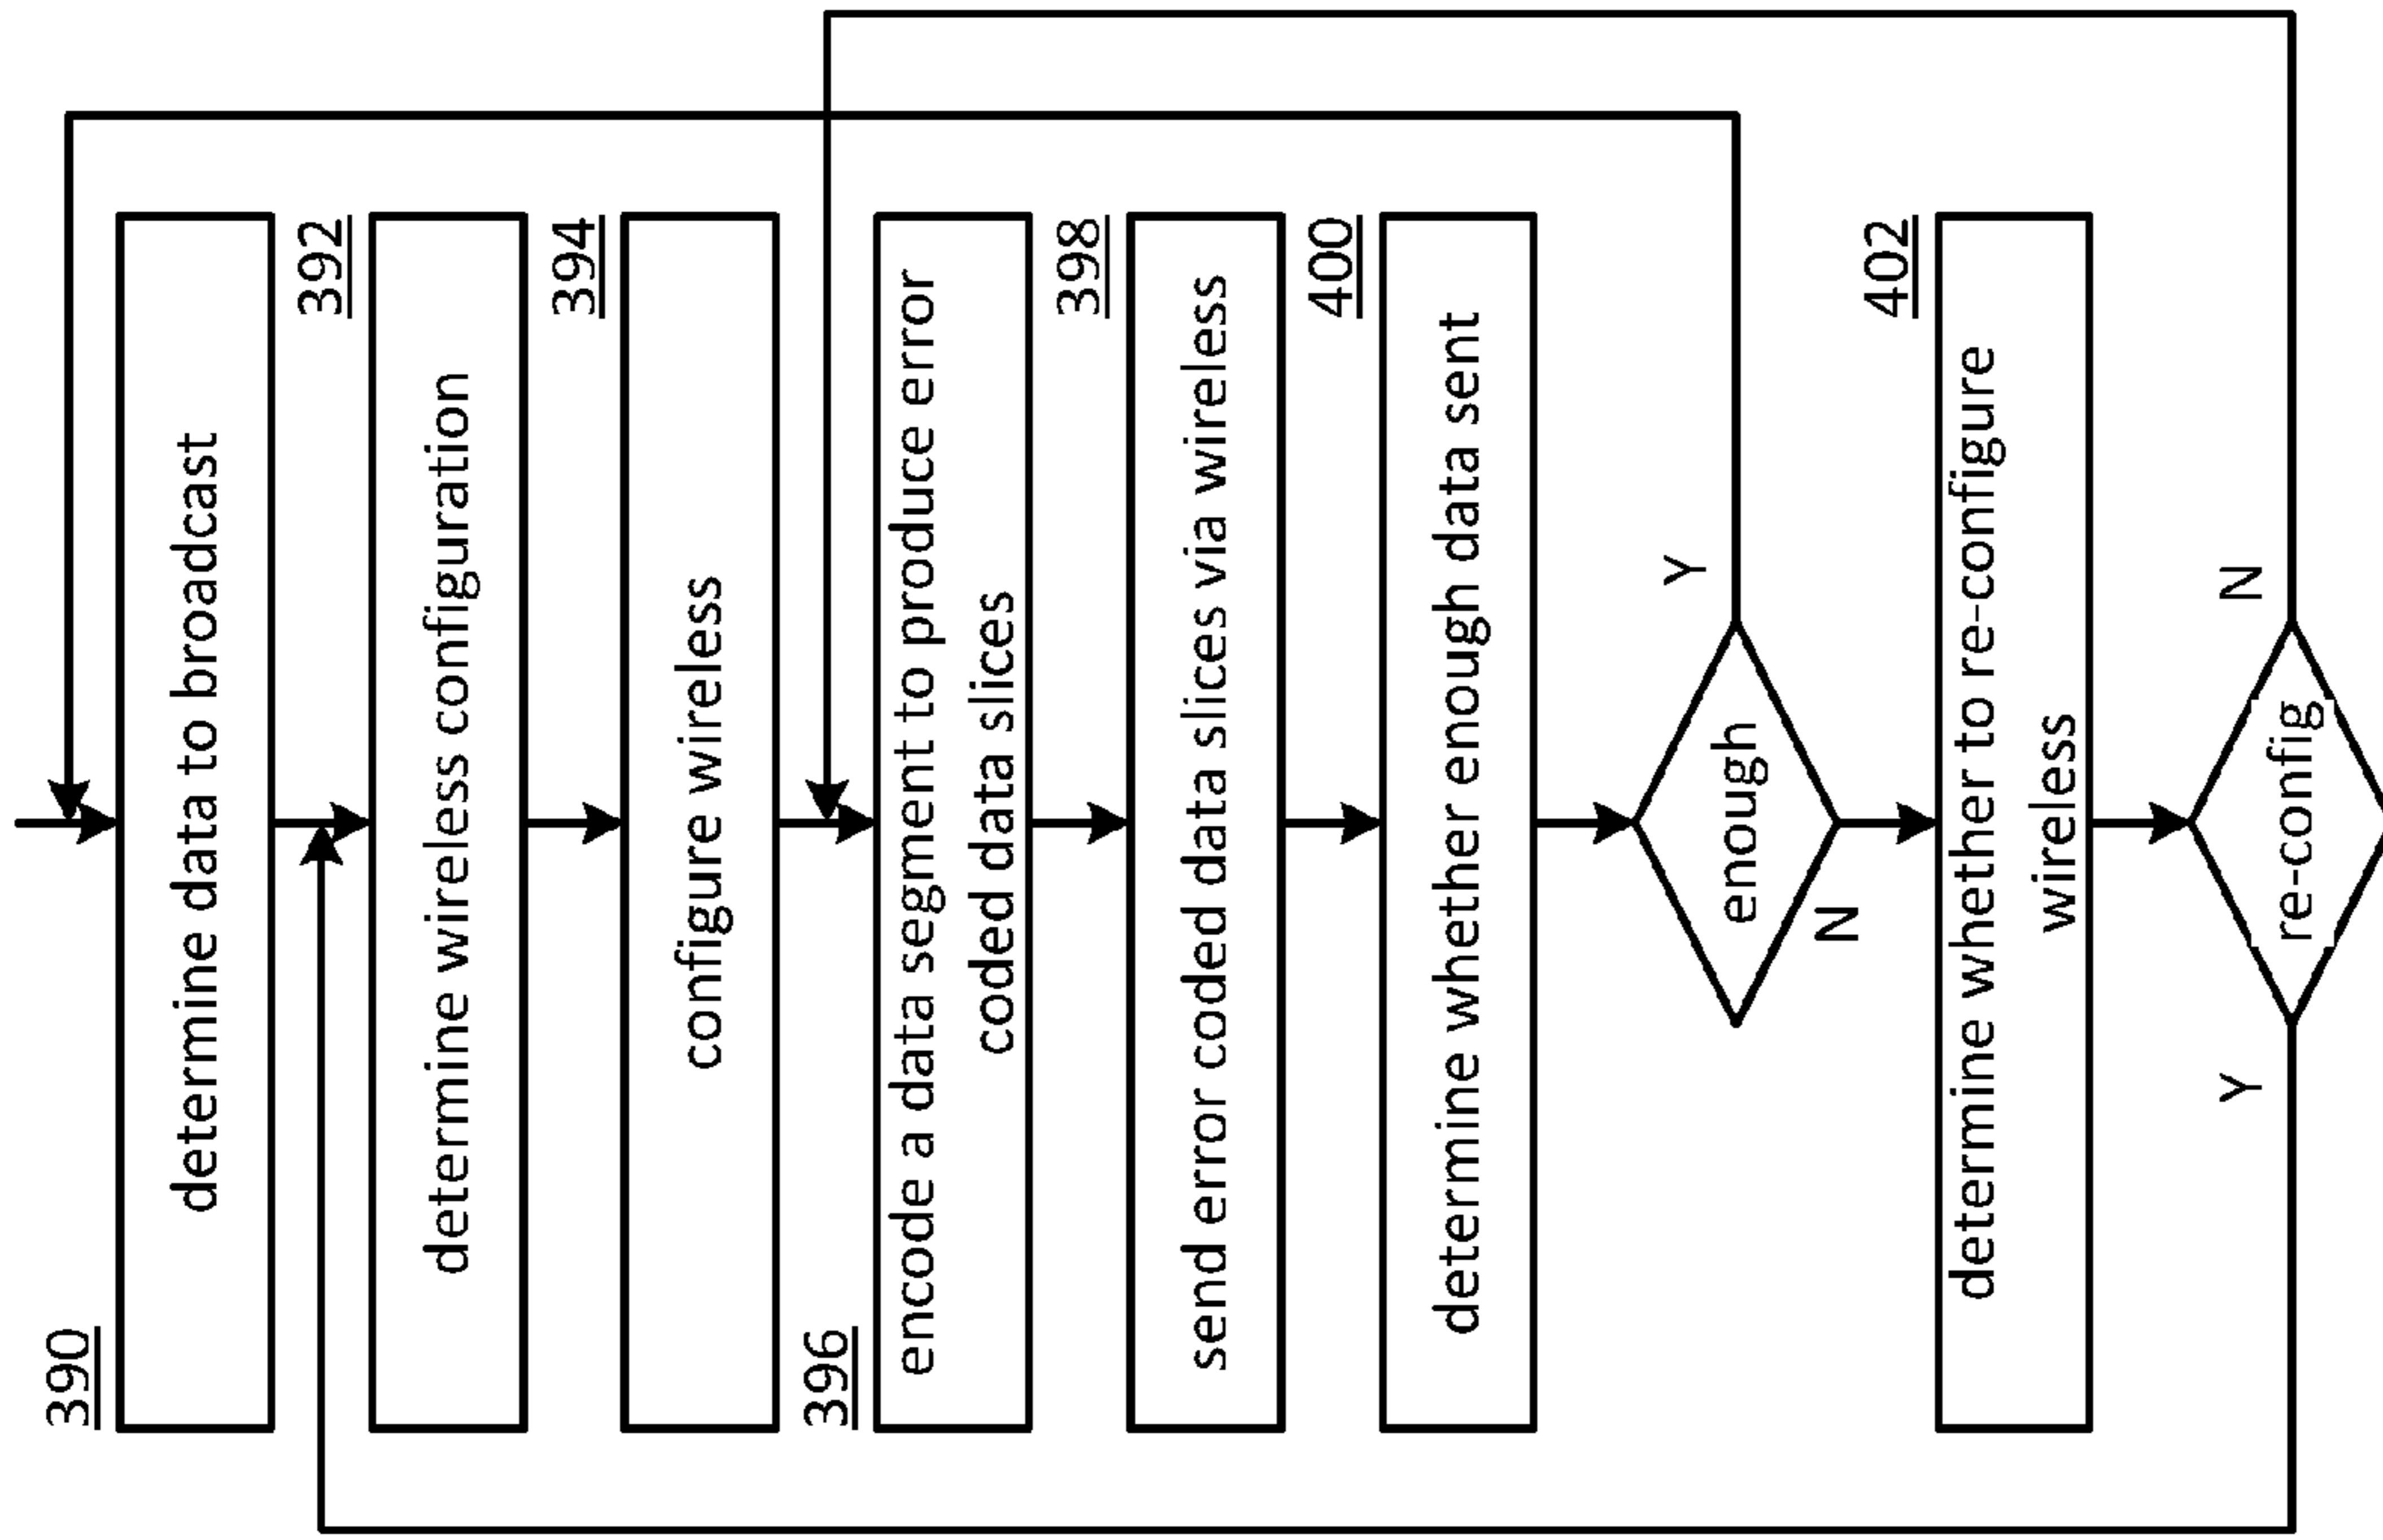 390
determine data to broadcast
392
determine wireless configuration
394
configure wireless
396
encode a data segment to produce error
coded data slices
398
send error coded data slices via wireless
400
determine whether enough data sent
enough
Y
N
402
determine whether to re-configure
wireless
re-config
Y
N